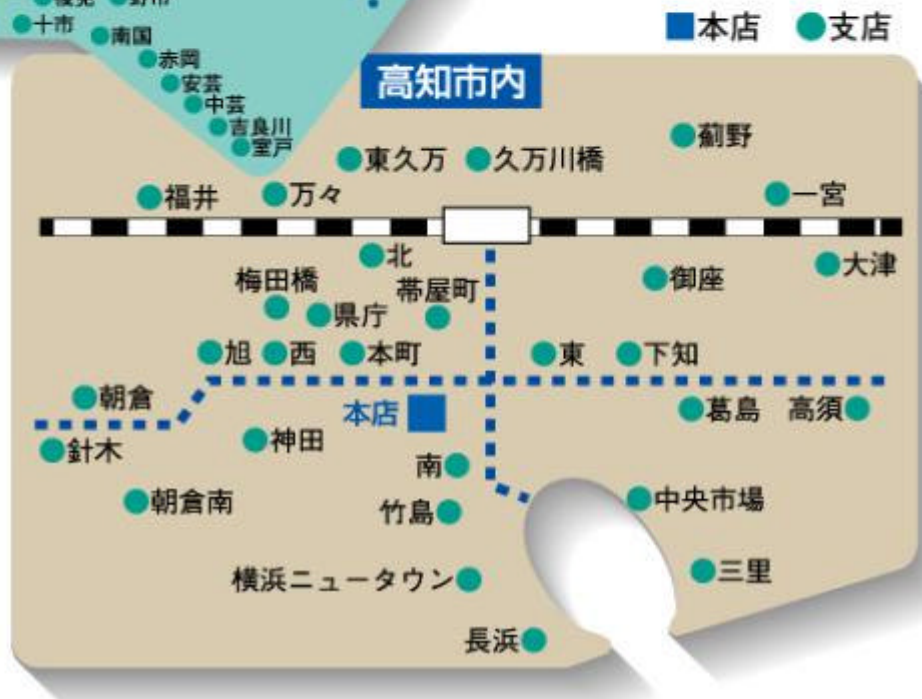 十市
南国
赤岡
安芸
中芸
吉良川
室戸
■本店 ●支店
高知市内
東久万
久万川橋
薊野
福井
万々
一宮
北
大津
梅田橋
帯屋町
御座
県庁
旭
西
本町
東
下知
朝倉
本店
葛島
高須
針木
神田
南
朝倉南
竹島
中央市場
横浜ニュータウン
三里
長浜